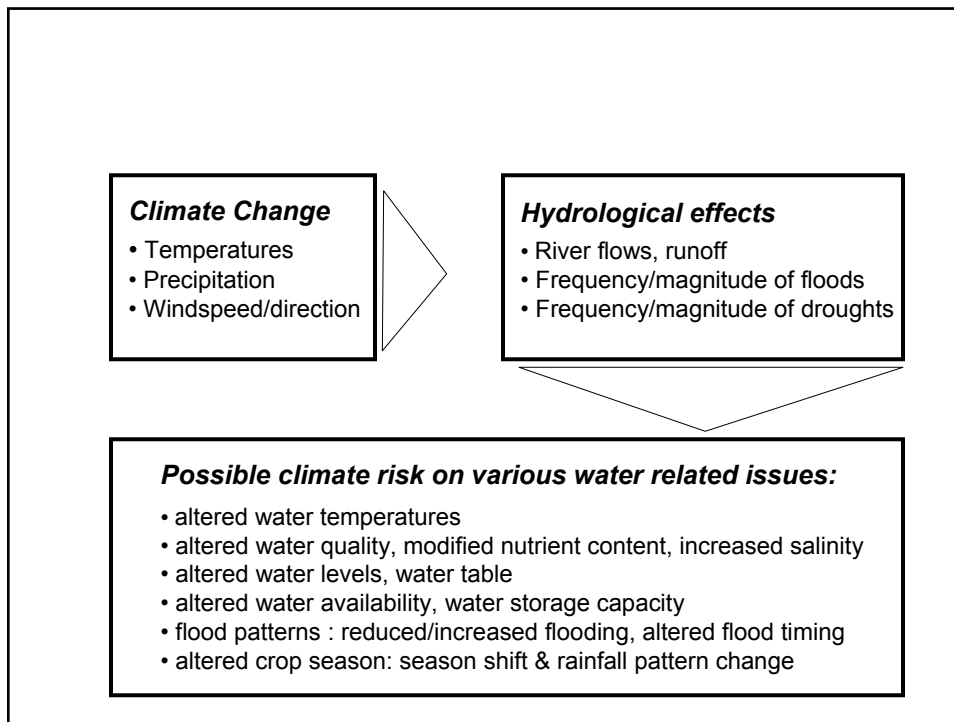 Climate Change
• Temperatures
• Precipitation
• Windspeed/direction
Hydrological effects
• River flows, runoff
• Frequency/magnitude of floods
• Frequency/magnitude of droughts
Possible climate risk on various water related issues:
• altered water temperatures
• altered water quality, modified nutrient content, increased salinity
• altered water levels, water table
• altered water availability, water storage capacity
• flood patterns : reduced/increased flooding, altered flood timing
• altered crop season: season shift & rainfall pattern change